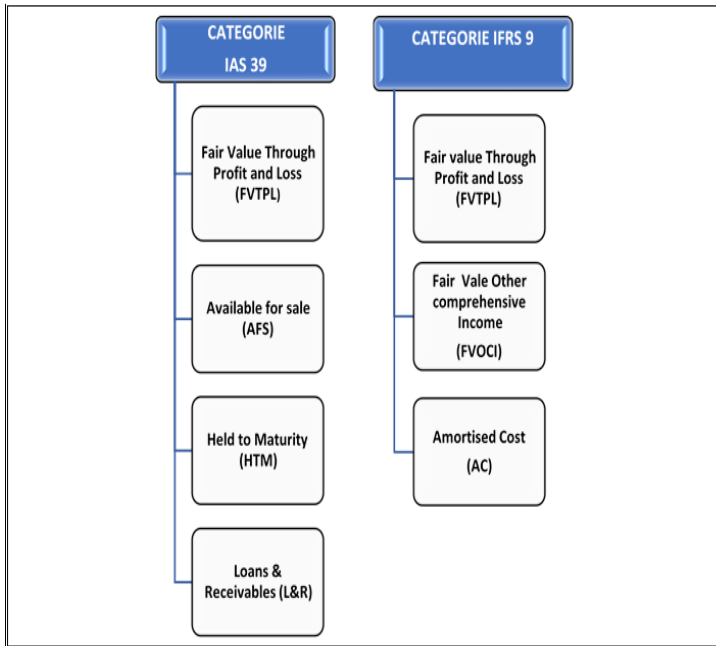 CATEGORIE
IAS 39
Fair Value Through
Profit and Loss
(FVTPL)
Available for sale
(AFS)
Held to Maturity
(HTM)
Loans &
Receivables (L&R)
CATEGORIE IFRS 9
Fair value Through
Profit and Loss
(FVTPL)
Fair Vale Other
comprehensive
Income
(FVOCI)
Amortised Cost
(AC)